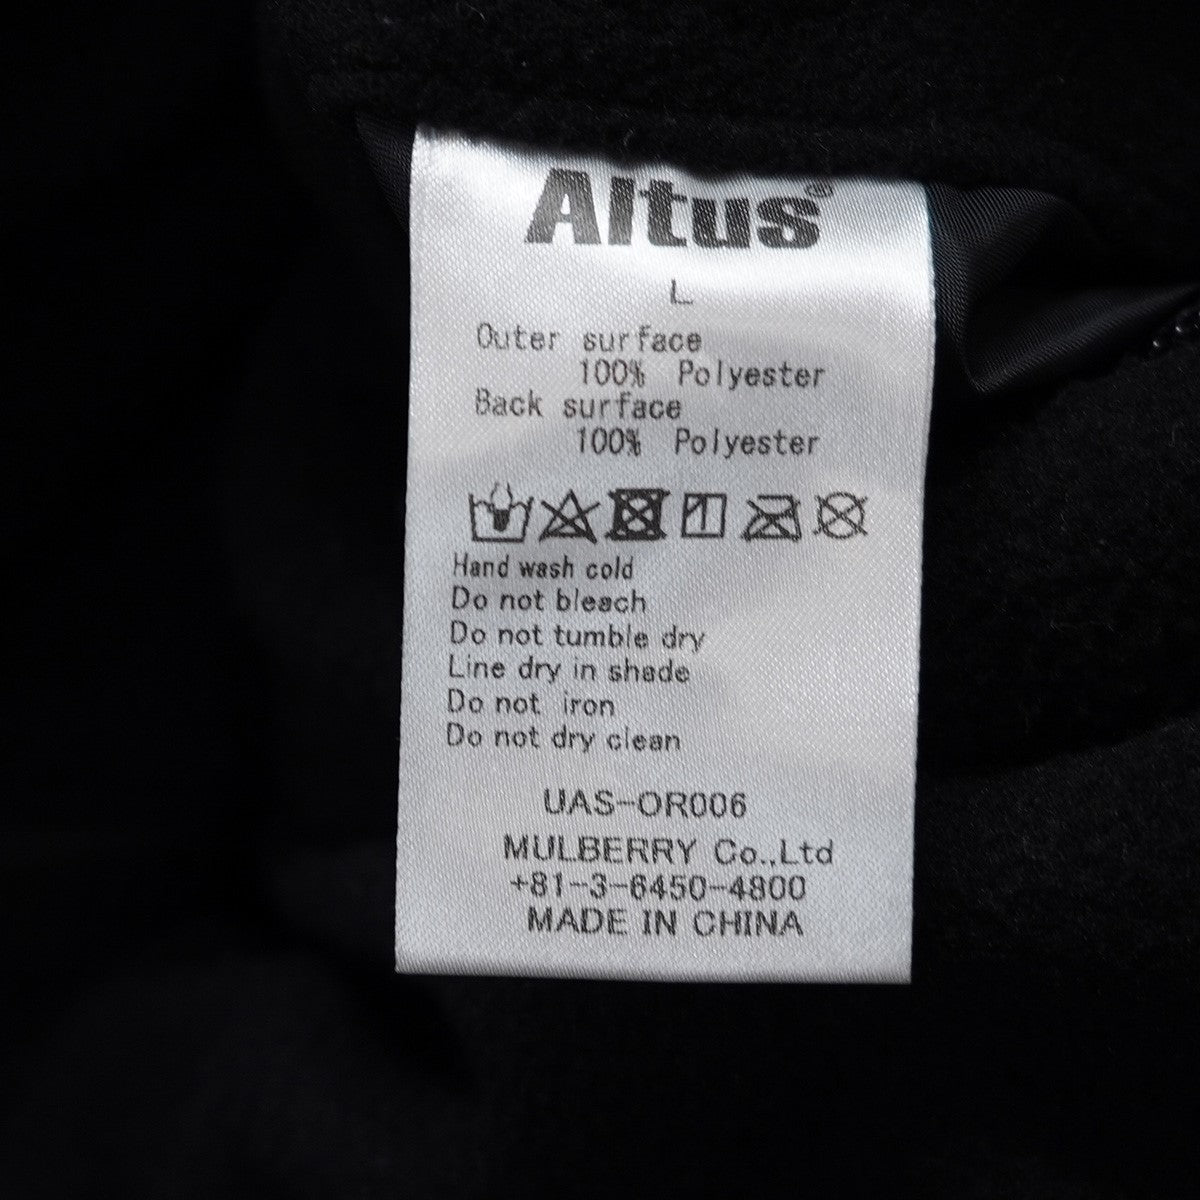 Altus®
L
Outer surface
100% Polyester
Back surface
100% Polyester
Hand wash cold
Do not bleach
Do not tumble dry
Line dry in shade
Do not iron
Do not dry clean
UAS-OR006
MULBERRY Co.,Ltd
+81-3-6450-4800
MADE IN CHINA